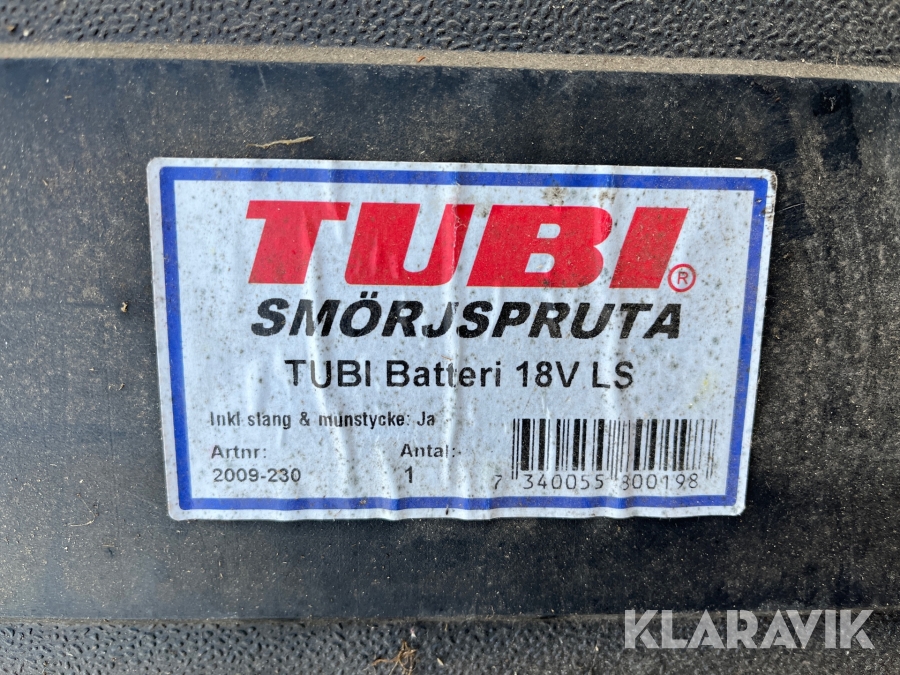 TUBI®
SMÖRJSPRUTA
TUBI Batteri 18V LS
Inkl slang & munstycke: Ja
Artnr: Antal:
2009-230 1
7 340055 800198
KLARAVIK